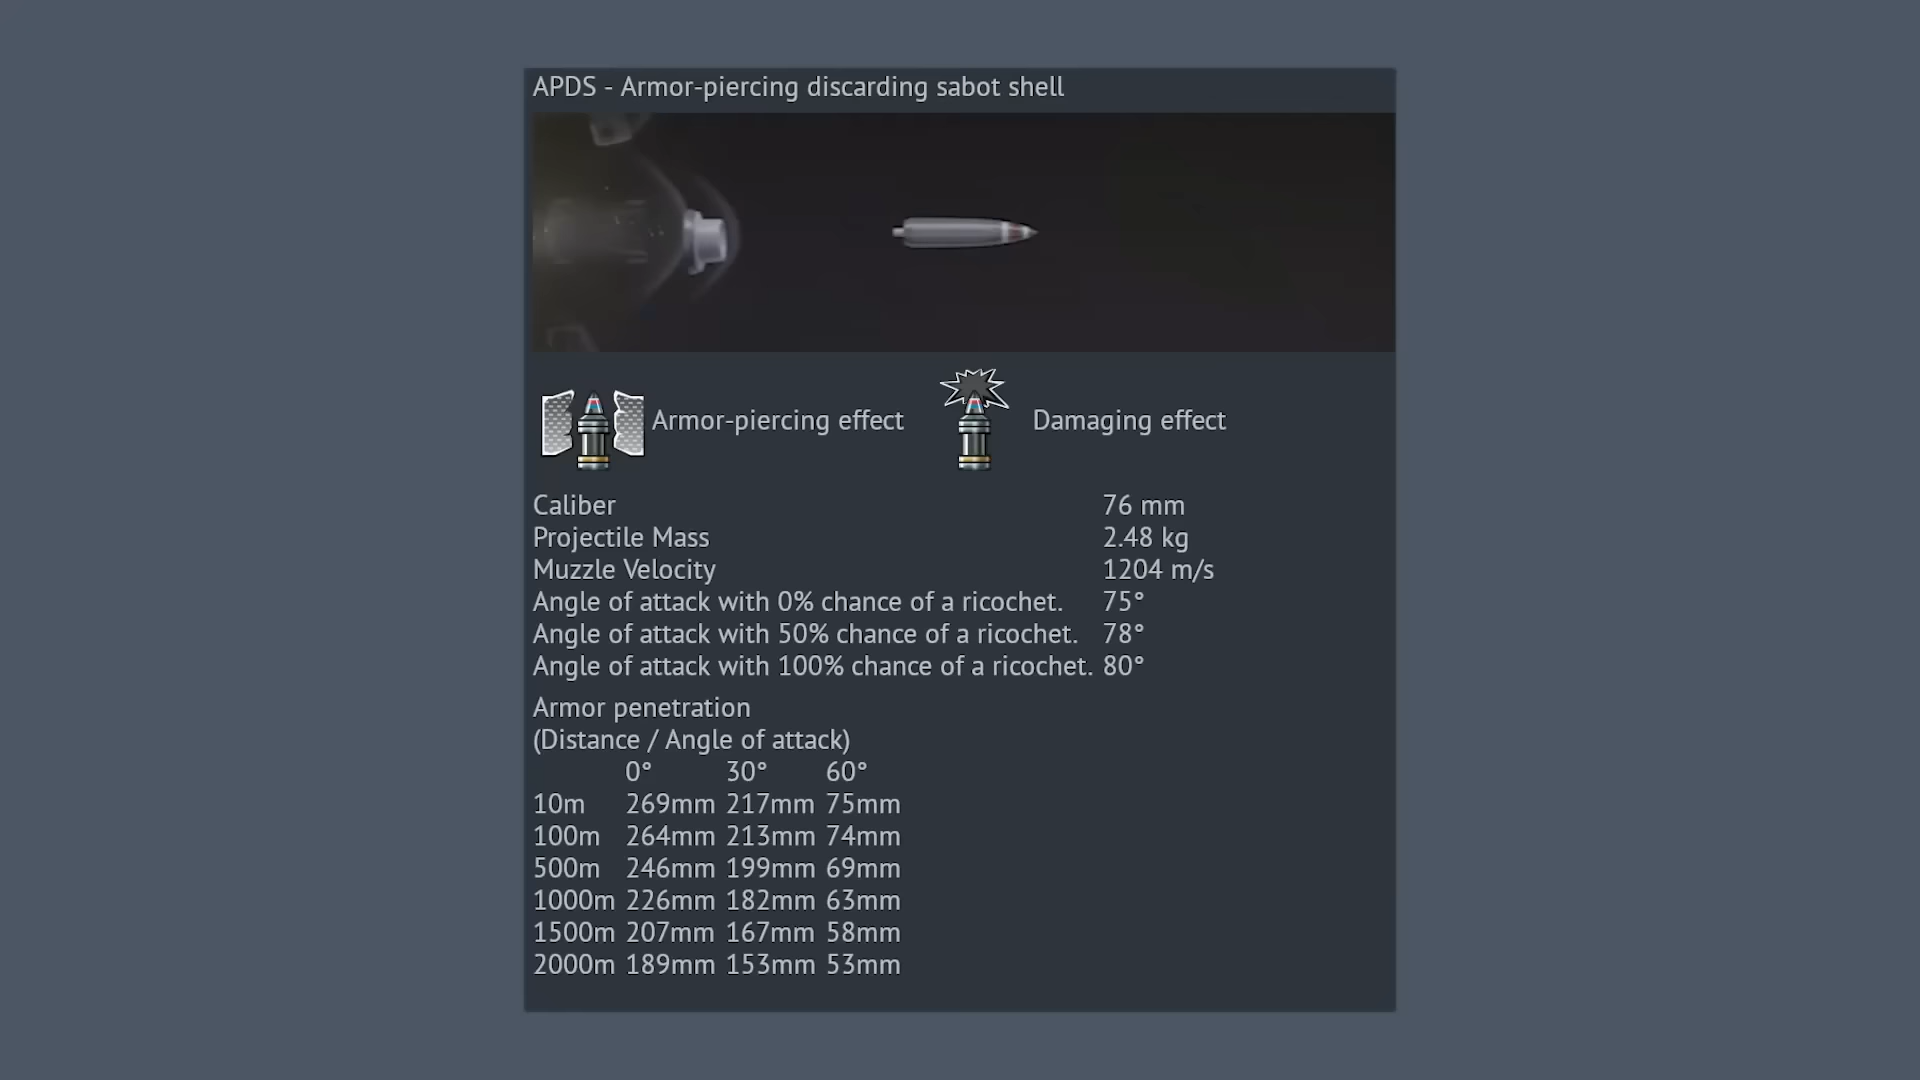 APDS - Armor-piercing discarding sabot shell
Armor-piercing effect Damaging effect
Caliber 76 mm
Projectile Mass 2.48 kg
Muzzle Velocity 1204 m/s
Angle of attack with 0% chance of a ricochet. 75°
Angle of attack with 50% chance of a ricochet. 78°
Angle of attack with 100% chance of a ricochet. 80°
Armor penetration
(Distance / Angle of attack)
0° 30° 60°
10m 269mm 217mm 75mm
100m 264mm 213mm 74mm
500m 246mm 199mm 69mm
1000m 226mm 182mm 63mm
1500m 207mm 167mm 58mm
2000m 189mm 153mm 53mm